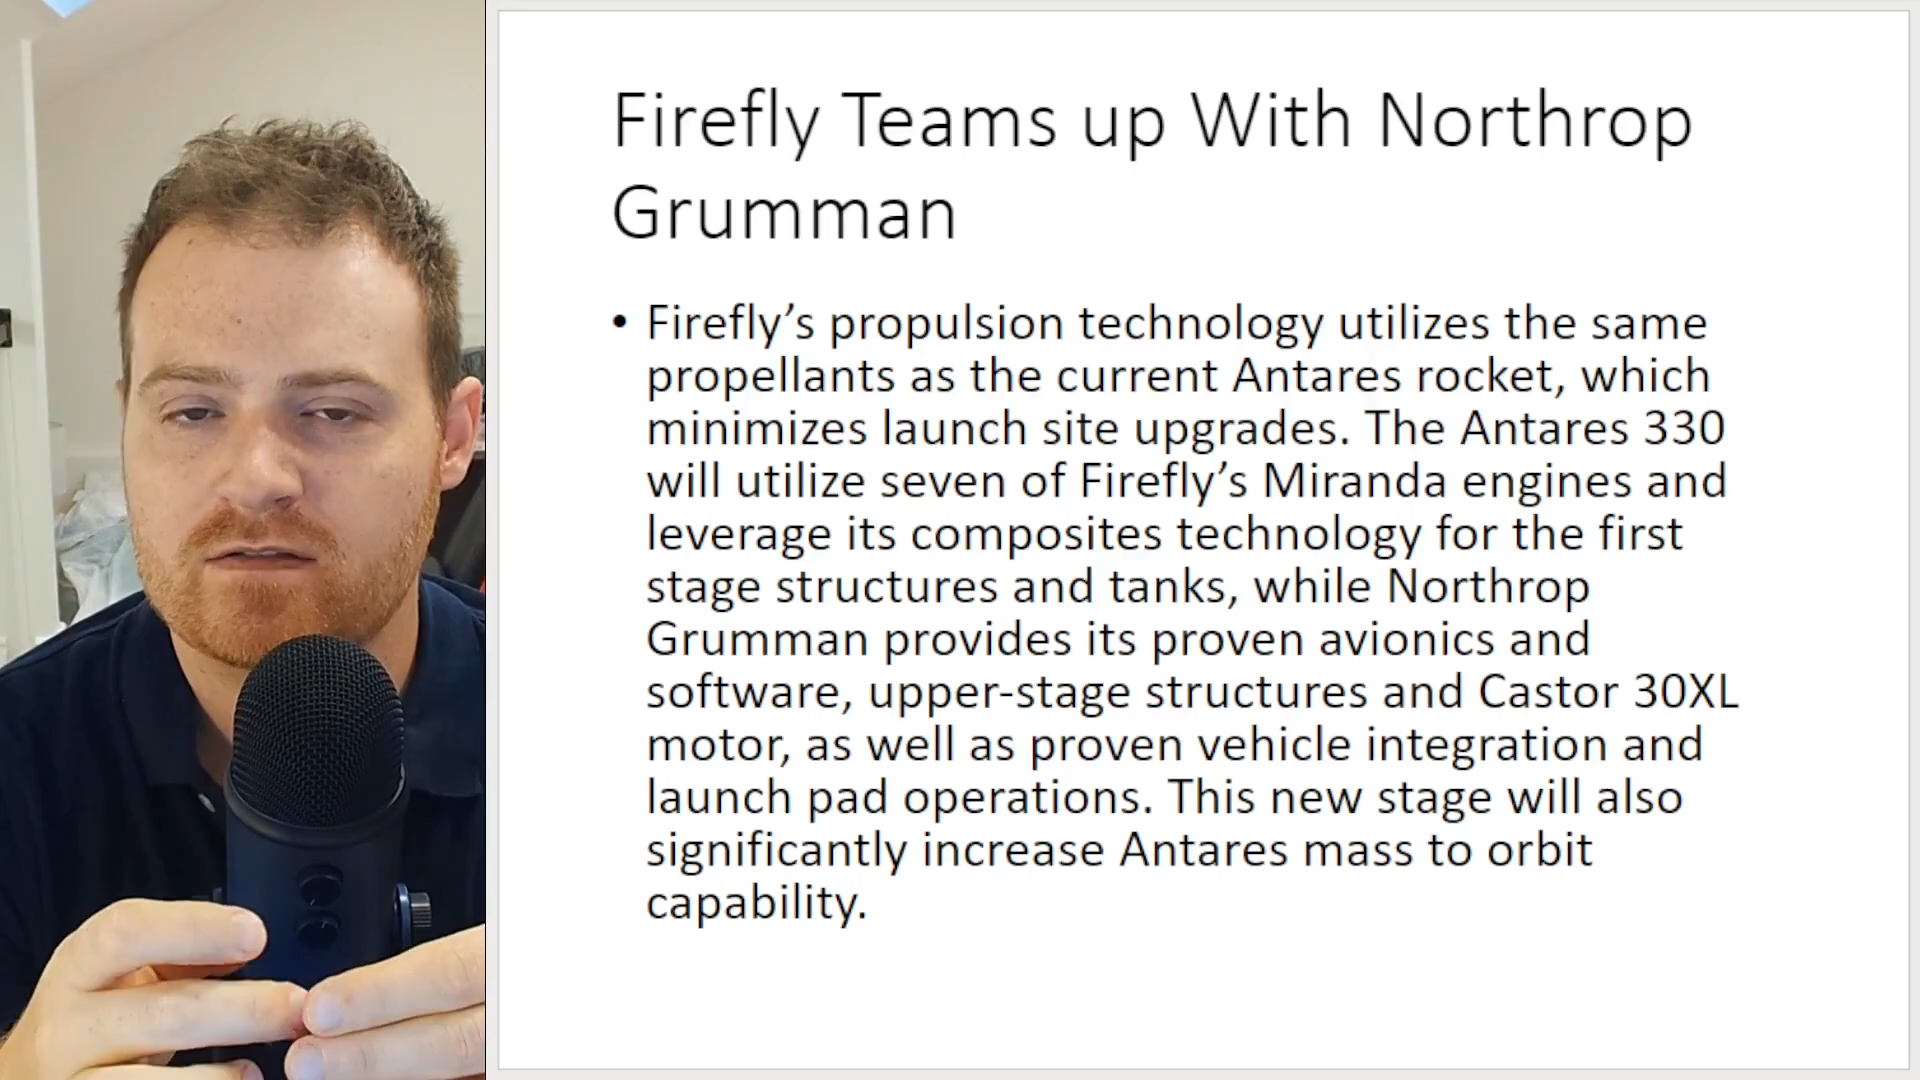 Firefly Teams up With Northrop
Grumman
• Firefly’s propulsion technology utilizes the same
propellants as the current Antares rocket, which
minimizes launch site upgrades. The Antares 330
will utilize seven of Firefly’s Miranda engines and
leverage its composites technology for the first
stage structures and tanks, while Northrop
Grumman provides its proven avionics and
software, upper-stage structures and Castor 30XL
motor, as well as proven vehicle integration and
launch pad operations. This new stage will also
significantly increase Antares mass to orbit
capability.